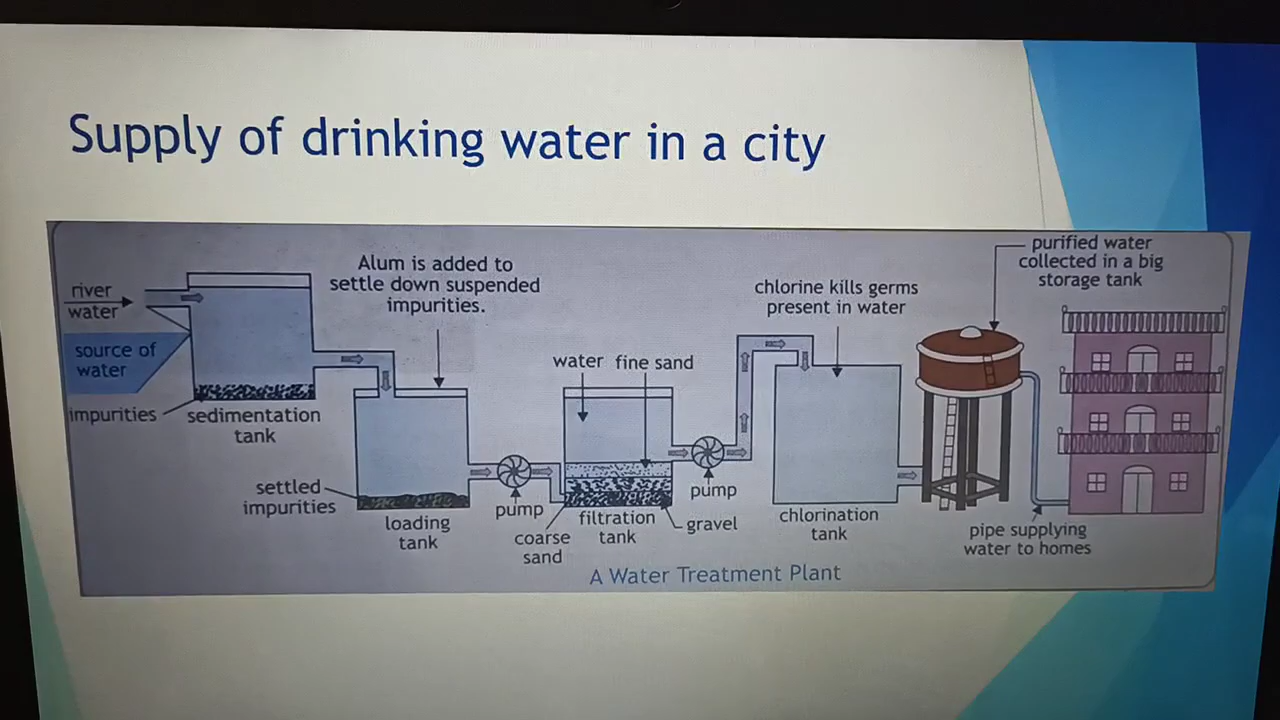 Supply of drinking water in a city
river
water
source of
water
impurities
sedimentation
tank
Alum is added to
settle down suspended
impurities.
settled
impurities
loading
tank
pump
water
fine sand
coarse
sand
filtration
tank
gravel
pump
chlorine kills germs
present in water
chlorination
tank
purified water
collected in a big
storage tank
pipe supplying
water to homes
A Water Treatment Plant